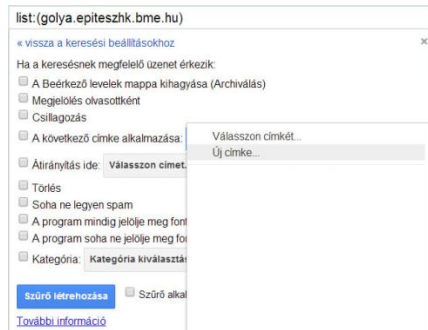 list:(golya.epiteszhk.bme.hu)
« vissza a keresési beállításokhoz
×
Ha a keresésnek megfelelő üzenet érkezik:
A Beérkező levelek mappa kihagyása (Archiválás)
Megjelölés olvasottként
Csillagozás
A következő címke alkalmazása:
Válasszon címkét...
Új címke...
Átirányítás ide: Válasszon címet.
Törlés
Soha ne legyen spam
A program mindig jelölje meg font
A program soha ne jelölje meg fo
Kategória: Kategória kiválasztá
Szűrő létrehozása Szűrő alkal
További információ